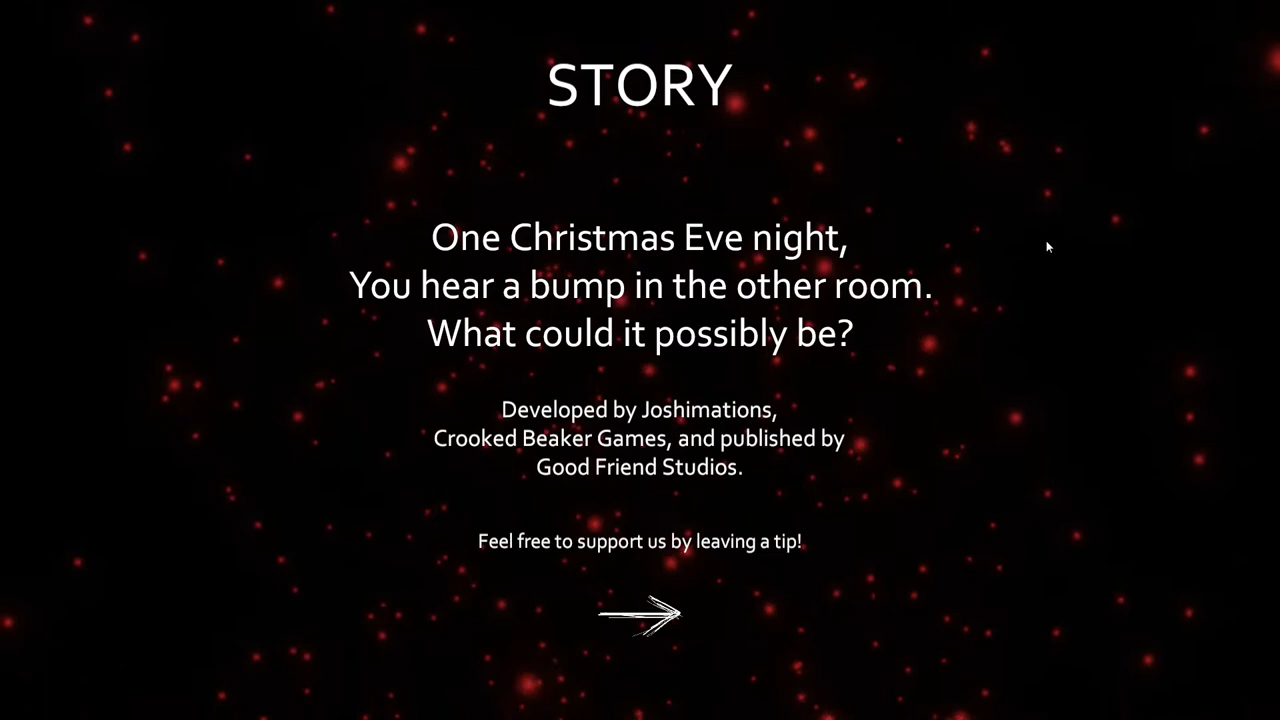 STORY
One Christmas Eve night,
You hear a bump in the other room.
What could it possibly be?
Developed by Joshimations,
Crooked Beaker Games, and published by
Good Friend Studios.
Feel free to support us by leaving a tip!